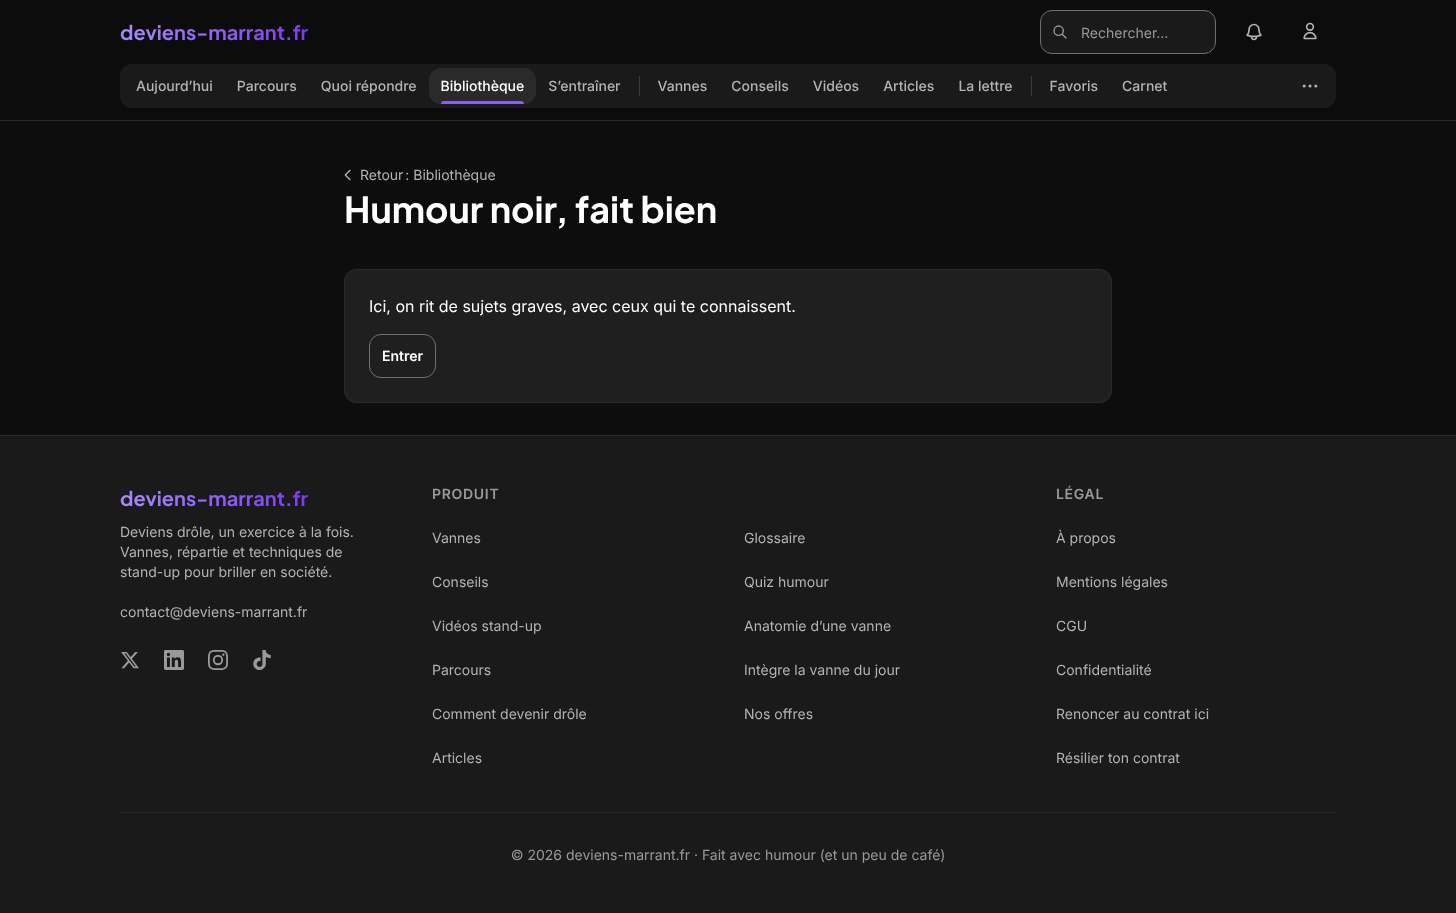 deviens-marrant.fr
Rechercher...
Aujourd’hui
Parcours
Quoi répondre
Bibliothèque
S’entraîner
Vannes
Conseils
Vidéos
Articles
La lettre
Favoris
Carnet
Retour : Bibliothèque
Humour noir, fait bien
Ici, on rit de sujets graves, avec ceux qui te connaissent.
Entrer
deviens-marrant.fr
Deviens drôle, un exercice à la fois.
Vannes, répartie et techniques de
stand-up pour briller en société.
contact@deviens-marrant.fr
PRODUIT
Vannes
Conseils
Vidéos stand-up
Parcours
Comment devenir drôle
Articles
Glossaire
Quiz humour
Anatomie d’une vanne
Intègre la vanne du jour
Nos offres
LÉGAL
À propos
Mentions légales
CGU
Confidentialité
Renoncer au contrat ici
Résilier ton contrat
© 2026 deviens-marrant.fr · Fait avec humour (et un peu de café)